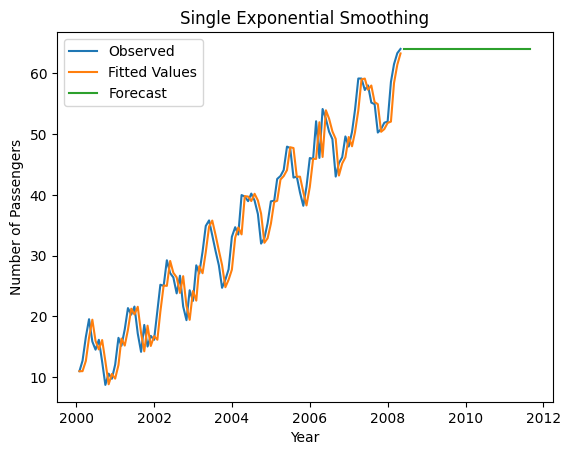 Single Exponential Smoothing
Observed
Fitted Values
Forecast
Number of Passengers
60
50
40
30
20
10
2000
2002
2004
2006
2008
2010
2012
Year